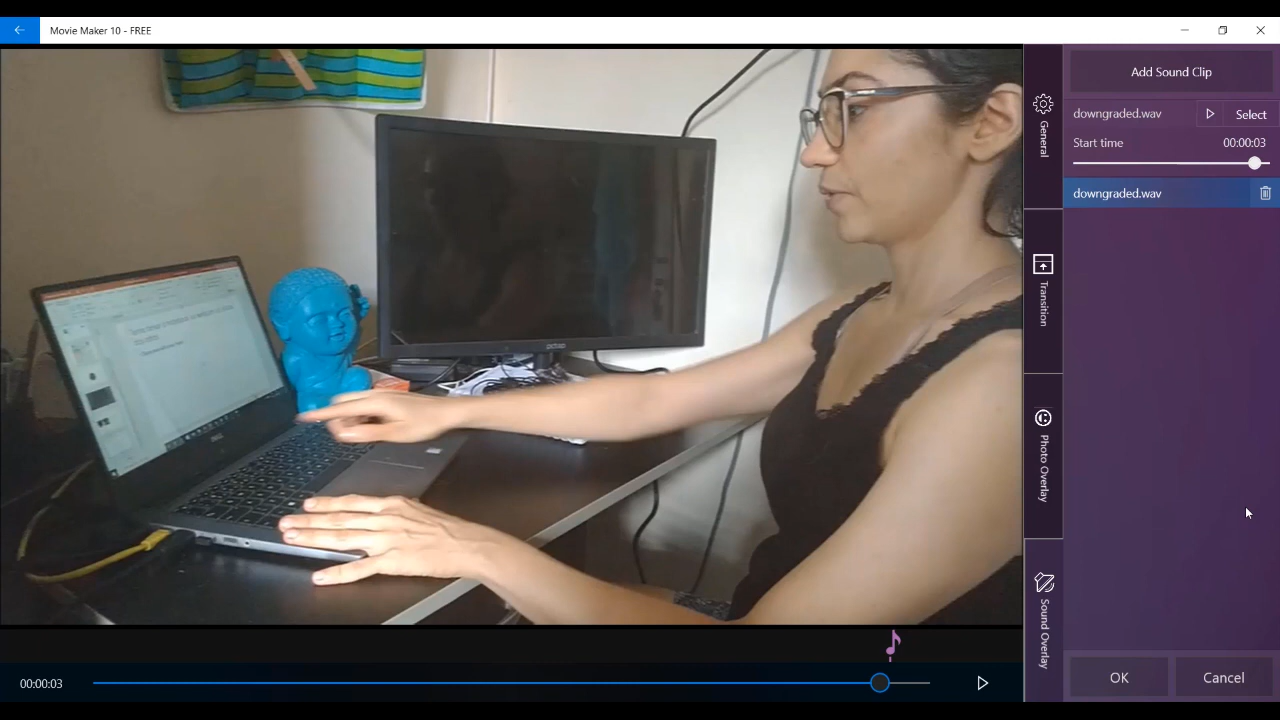 Movie Maker 10 - FREE
Add Sound Clip
downgraded.wav
Select
Start time
00:00:03
downgraded.wav
General
Transition
Photo Overlay
Sound Overlay
DELL
00:00:03
OK
Cancel